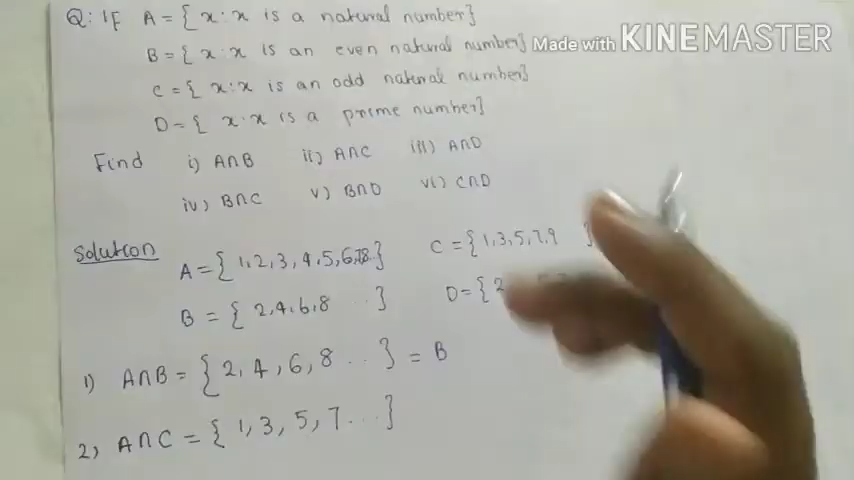 Q: IF A = { x:x is a natural number}
B = { x:x is an even natural number}
C = { x:x is an odd natural number}
D = { x:x is a prime number}
Find i) A∩B ii) A∩C iii) A∩D
iv) B∩C v) B∩D vi) C∩D
Solution
A = { 1,2,3,4,5,6,7,8..}
C = { 1,3,5,7,9 }
B = { 2,4,6,8 ... }
D = { 2
1) A∩B = { 2,4,6,8 ... } = B
2) A∩C = { 1,3,5,7 ... }
Made with KINEMASTER